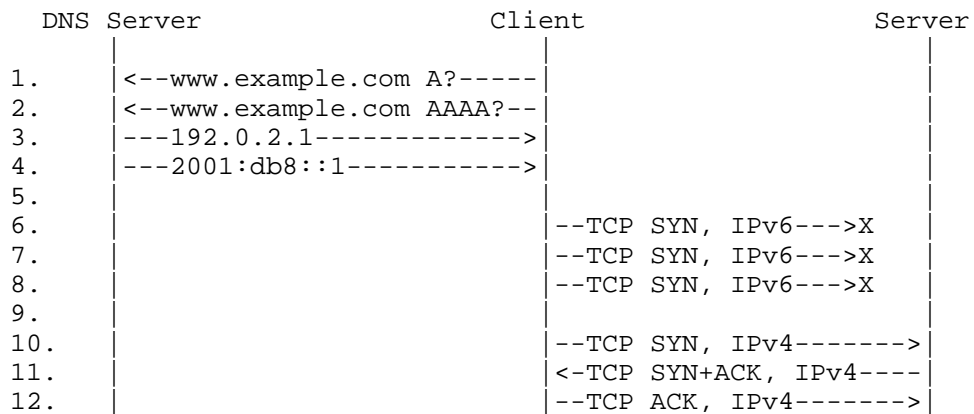 DNS Server                  Client                  Server
     |                          |                       |
1.   |<--www.example.com A?-----|                       |
2.   |<--www.example.com AAAA?--|                       |
3.   |---192.0.2.1------------->|                       |
4.   |---2001:db8::1----------->|                       |
5.   |                          |                       |
6.   |                          |--TCP SYN, IPv6--->X   |
7.   |                          |--TCP SYN, IPv6--->X   |
8.   |                          |--TCP SYN, IPv6--->X   |
9.   |                          |                       |
10.  |                          |--TCP SYN, IPv4------->|
11.  |                          |<-TCP SYN+ACK, IPv4----|
12.  |                          |--TCP ACK, IPv4------->|